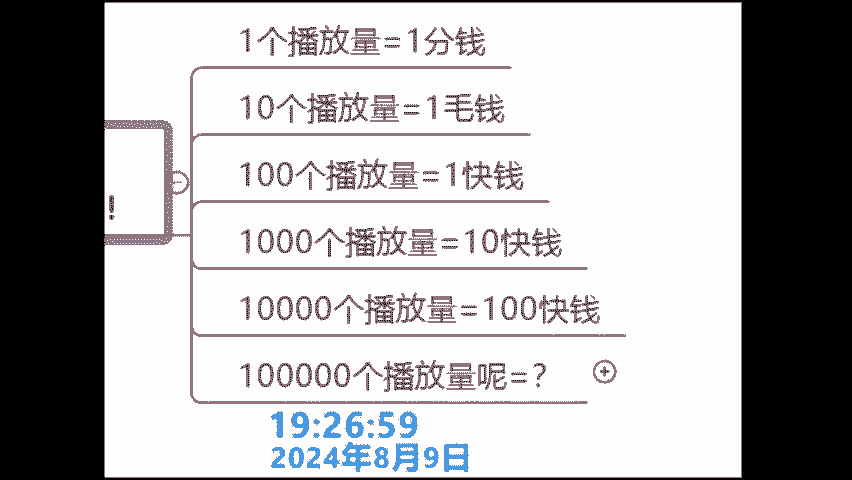 1个播放量=1分钱
10个播放量=1毛钱
100个播放量=1快钱
！
1000个播放量=10快钱
10000个播放量=100快钱
100000个播放量呢=？
19:26:59
2024年8月9日